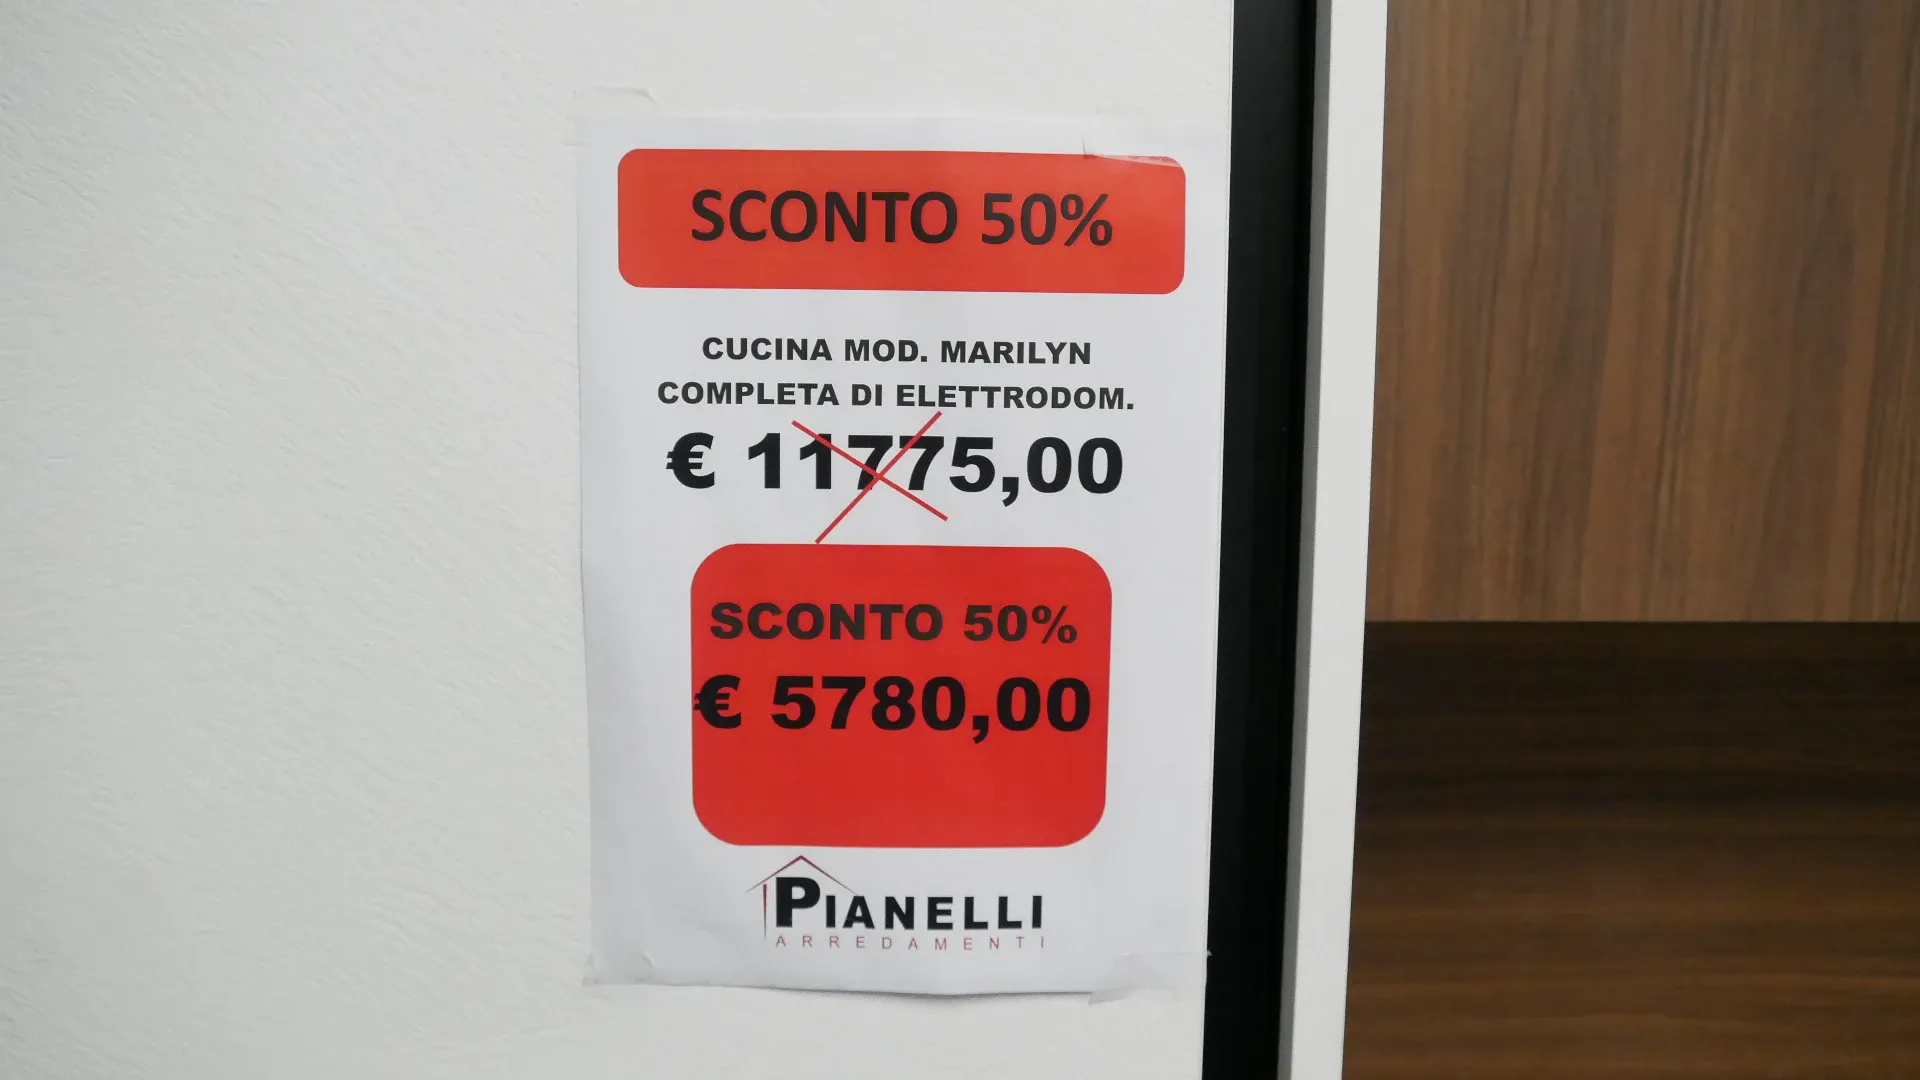 SCONTO 50%
CUCINA MOD. MARILYN
COMPLETA DI ELETTRODOM.
€ 11775,00
SCONTO 50%
€ 5780,00
PIANELLI
ARREDAMENTI